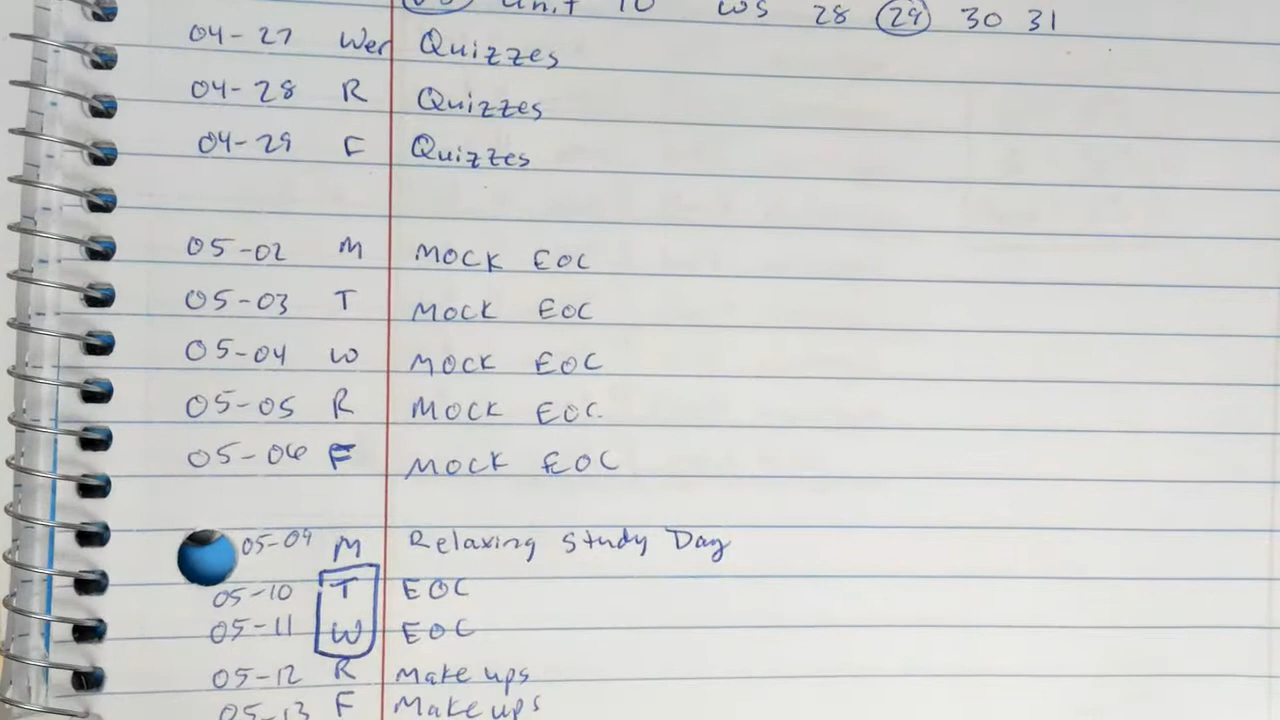 Unit 10 WS 28 29 30 31
04-27 Wed Quizzes
04-28 R Quizzes
04-29 F Quizzes
05-02 M MOCK EOC
05-03 T MOCK EOC
05-04 W MOCK EOC
05-05 R MOCK EOC
05-06 F MOCK EOC
05-09 M Relaxing Study Day
05-10 T EOC
05-11 W EOC
05-12 R Make ups
05-13 F Make ups